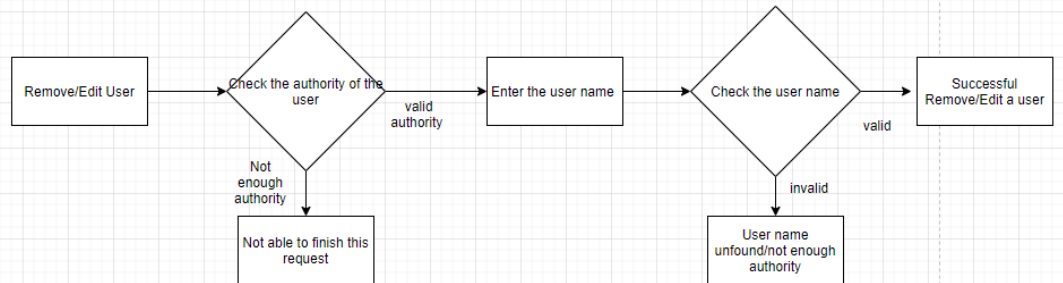 Remove/Edit User
Check the authority of the
user
valid
authority
Not
enough
authority
Not able to finish this
request
Enter the user name
Check the user name
valid
invalid
User name
unfound/not enough
authority
Successful
Remove/Edit a user